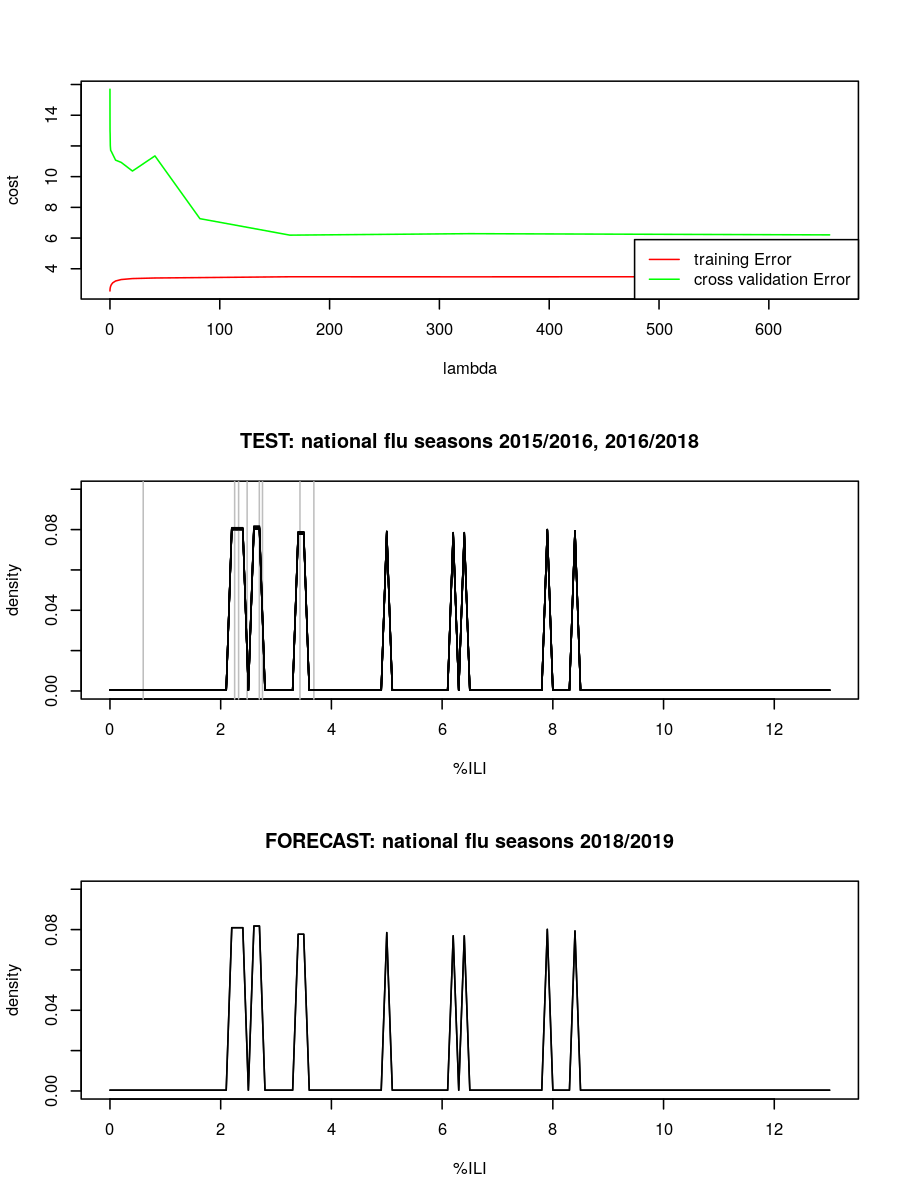 14
10
8
6
4
cost
training Error
cross validation Error
0 100 200 300 400 500 600
lambda
TEST: national flu seasons 2015/2016, 2016/2018
0.08
0.04
0.00
density
0 2 4 6 8 10 12
%ILI
FORECAST: national flu seasons 2018/2019
0.08
0.04
0.00
density
0 2 4 6 8 10 12
%ILI